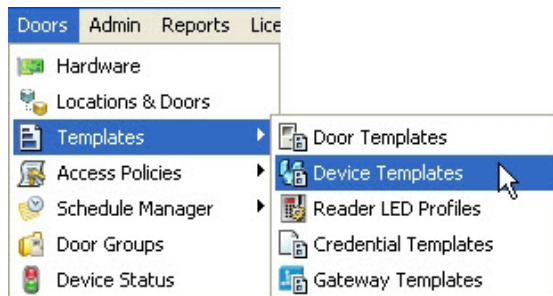 Doors Admin Reports Lice
Hardware
Locations & Doors
Templates
Access Policies
Schedule Manager
Door Groups
Device Status
Door Templates
Device Templates
Reader LED Profiles
Credential Templates
Gateway Templates